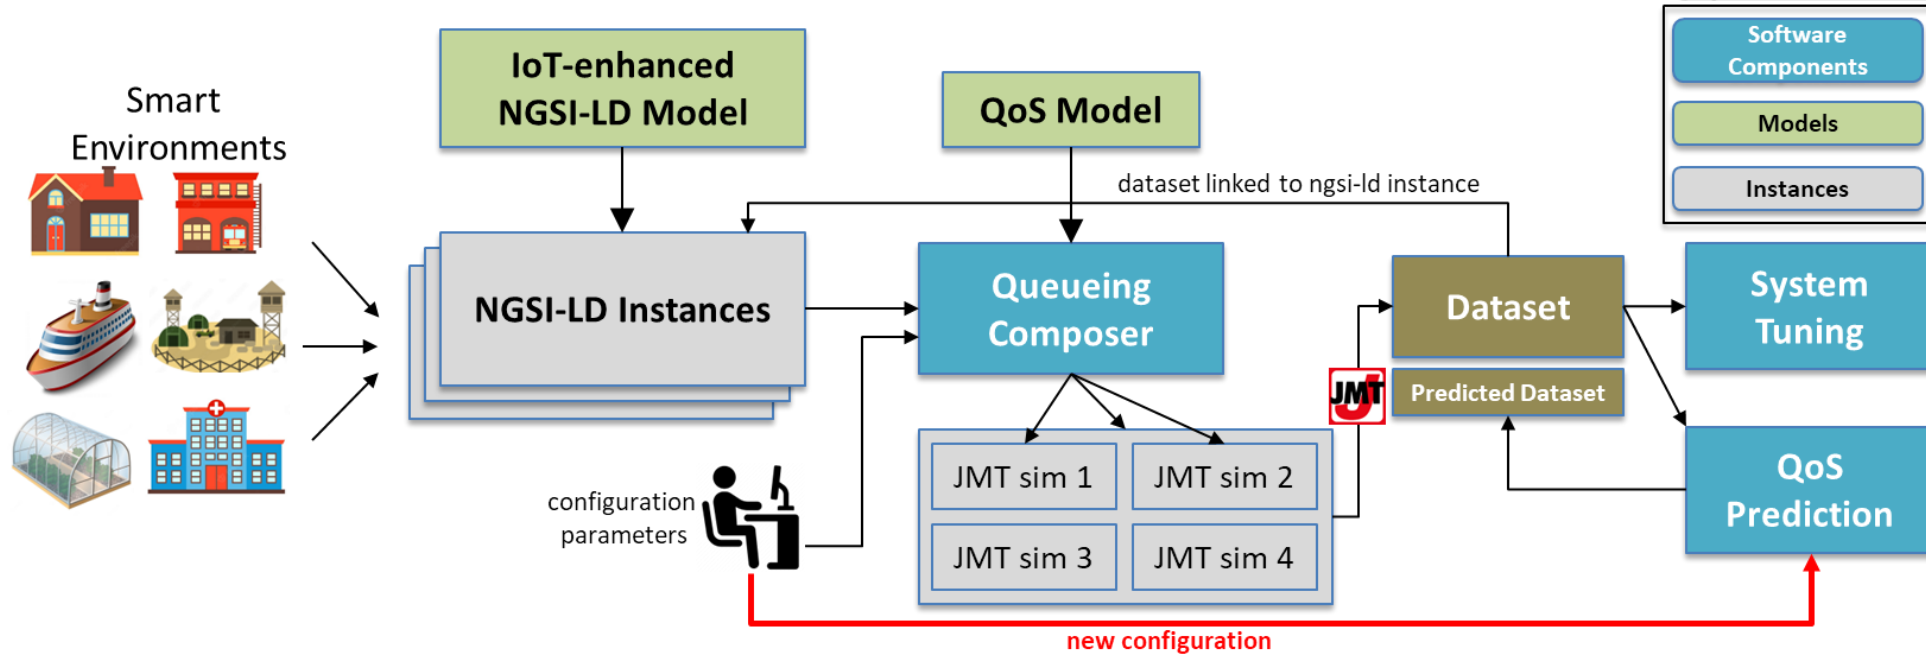 Smart
Environments
IoT-enhanced
NGSI-LD Model
QoS Model
Software
Components
Models
Instances
dataset linked to ngsi-ld instance
NGSI-LD Instances
Queueing
Composer
Dataset
System
Tuning
JMT
Predicted Dataset
configuration
parameters
JMT sim 1
JMT sim 2
JMT sim 3
JMT sim 4
QoS
Prediction
new configuration